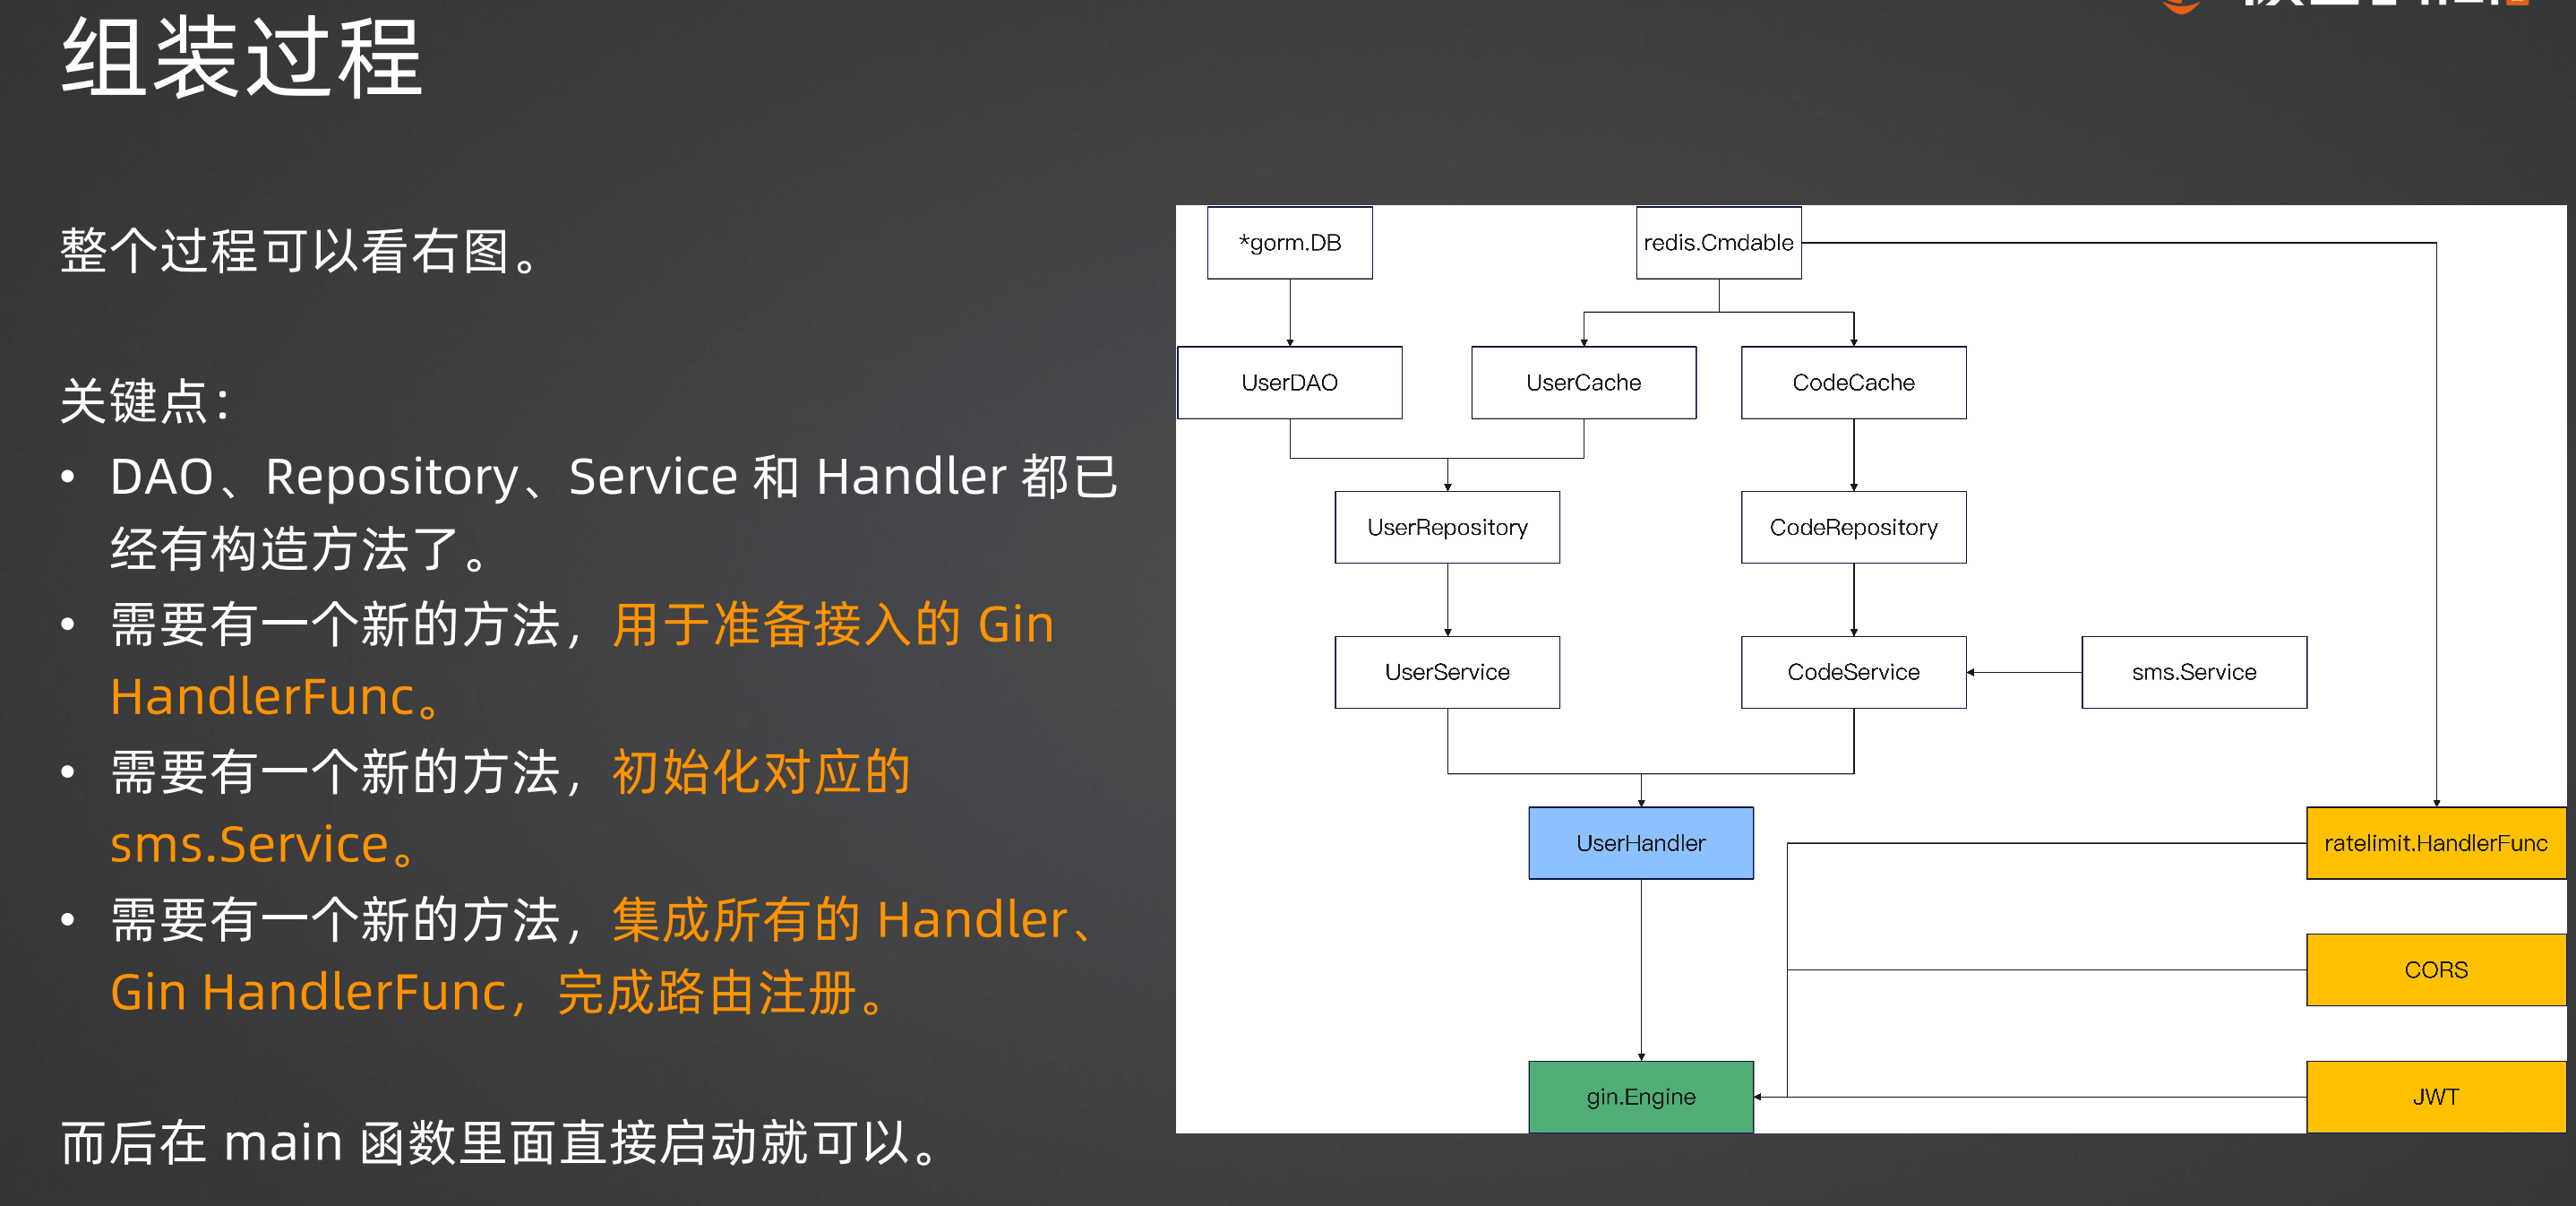 组装过程
整个过程可以看右图。
关键点：
• DAO、Repository、Service 和 Handler 都已
经有构造方法了。
• 需要有一个新的方法，用于准备接入的 Gin
HandlerFunc。
• 需要有一个新的方法，初始化对应的
sms.Service。
• 需要有一个新的方法，集成所有的 Handler、
Gin HandlerFunc，完成路由注册。
而后在 main 函数里面直接启动就可以。
*gorm.DB
redis.Cmdable
UserDAO
UserCache
CodeCache
UserRepository
CodeRepository
UserService
CodeService
sms.Service
UserHandler
ratelimit.HandlerFunc
CORS
gin.Engine
JWT